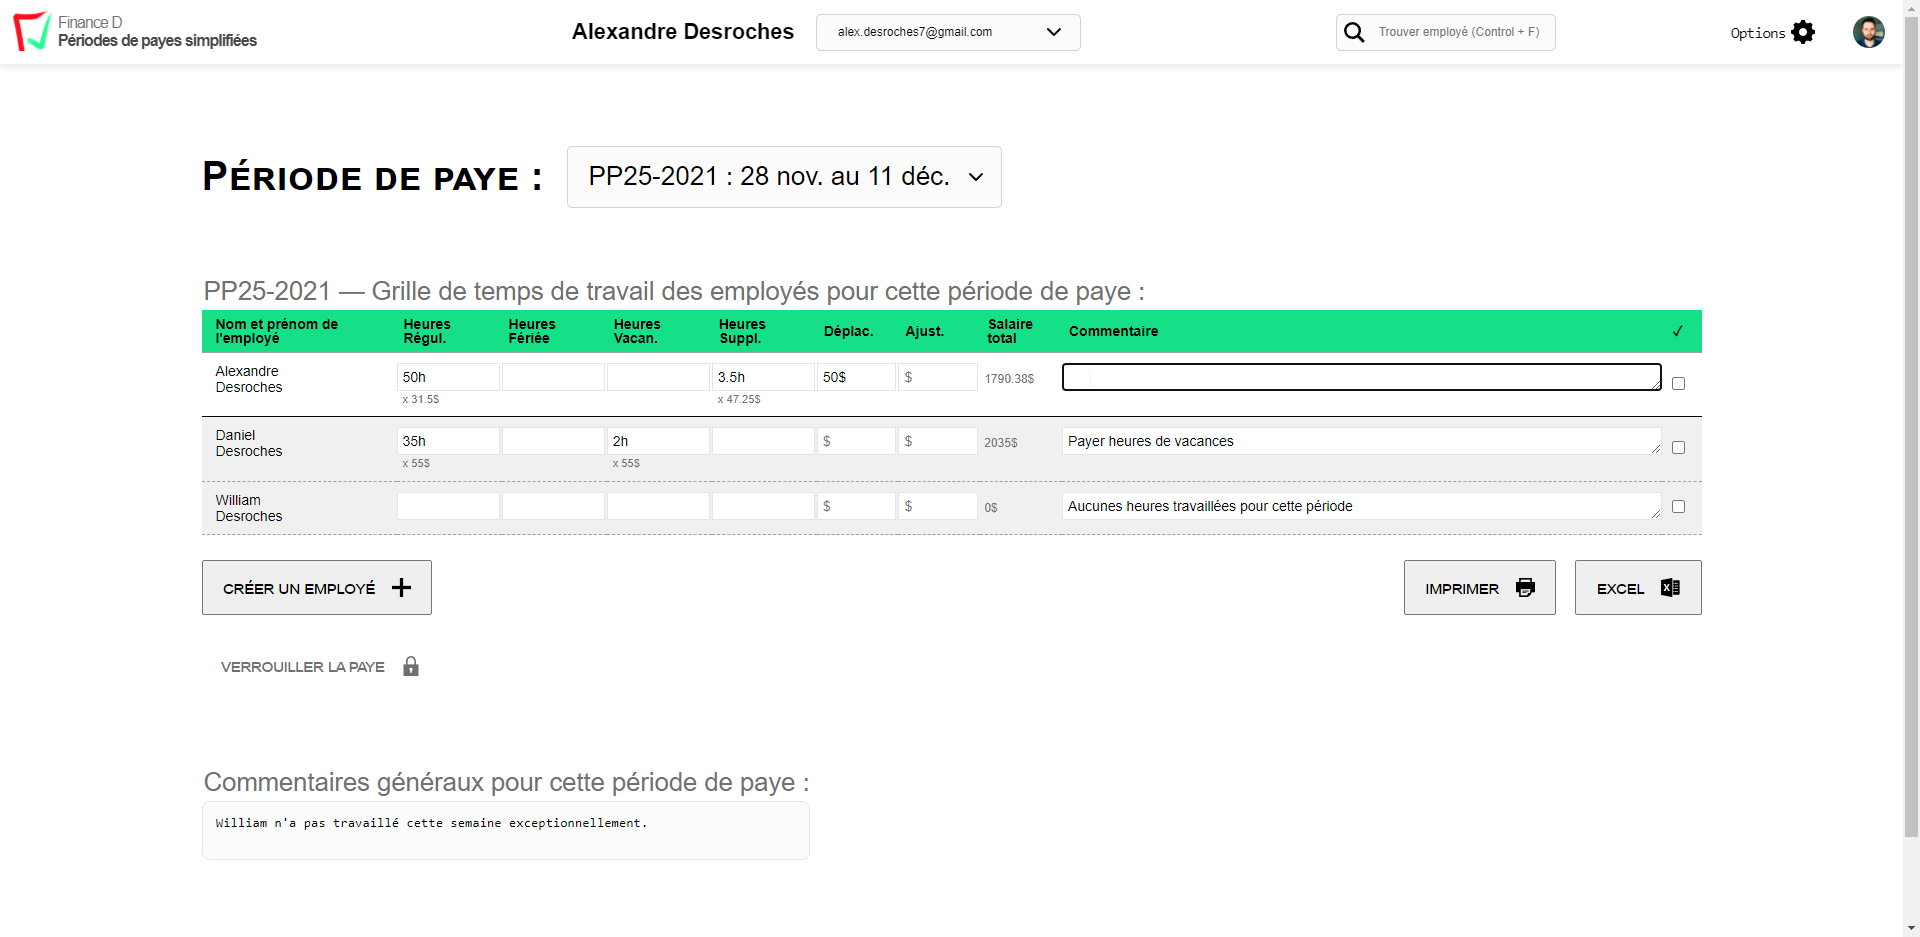 Finance D
Périodes de payes simplifiées
Alexandre Desroches
alex.desroches7@gmail.com
Trouver employé (Control + F)
Options
Période de paye :
PP25-2021 : 28 nov. au 11 déc.
PP25-2021 — Grille de temps de travail des employés pour cette période de paye :
Nom et prénom de l'employé Heures Régul. Heures Fériée Heures Vacan. Heures Suppl. Déplac. Ajust. Salaire total Commentaire ✓
Alexandre Desroches 50h 3.5h 50$ $ 1790.38$
x 31.5$ x 47.25$
Daniel Desroches 35h 2h $ $ 2035$ Payer heures de vacances
x 55$ x 55$
William Desroches $ $ 0$ Aucunes heures travaillées pour cette période
CRÉER UN EMPLOYÉ
IMPRIMER
EXCEL
VERROUILLER LA PAYE
Commentaires généraux pour cette période de paye :
William n'a pas travaillé cette semaine exceptionnellement.